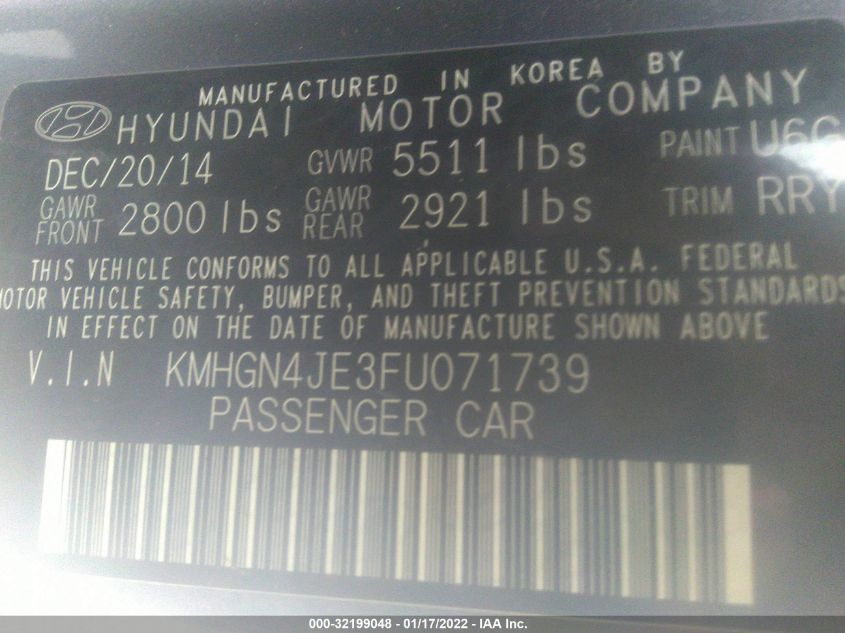 MANUFACTURED IN KOREA BY
HYUNDAI MOTOR COMPANY
DEC/20/14 GVWR 5511 lbs PAINT U6G
GAWR FRONT 2800 lbs GAWR REAR 2921 lbs TRIM RRY
THIS VEHICLE CONFORMS TO ALL APPLICABLE U.S.A. FEDERAL
MOTOR VEHICLE SAFETY, BUMPER, AND THEFT PREVENTION STANDARDS
IN EFFECT ON THE DATE OF MANUFACTURE SHOWN ABOVE
V.I.N KMHGN4JE3FU071739
PASSENGER CAR
000-32199048 - 01/17/2022 - IAA Inc.